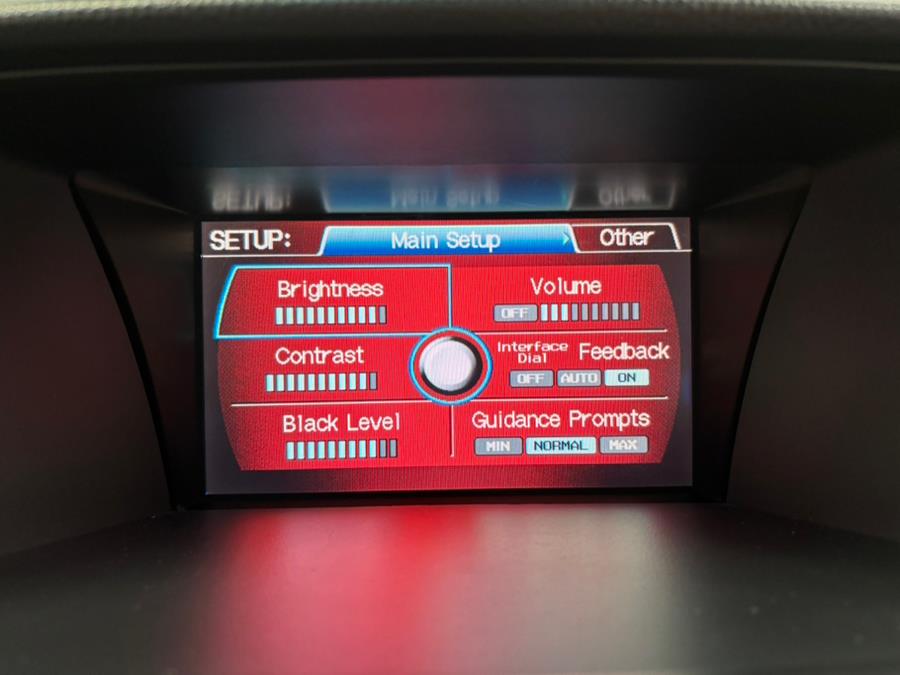 SETUP: Main Setup Other
Brightness
Volume
OFF
Contrast
Interface
Dial
Feedback
OFF AUTO ON
Black Level
Guidance Prompts
MIN NORMAL MAX